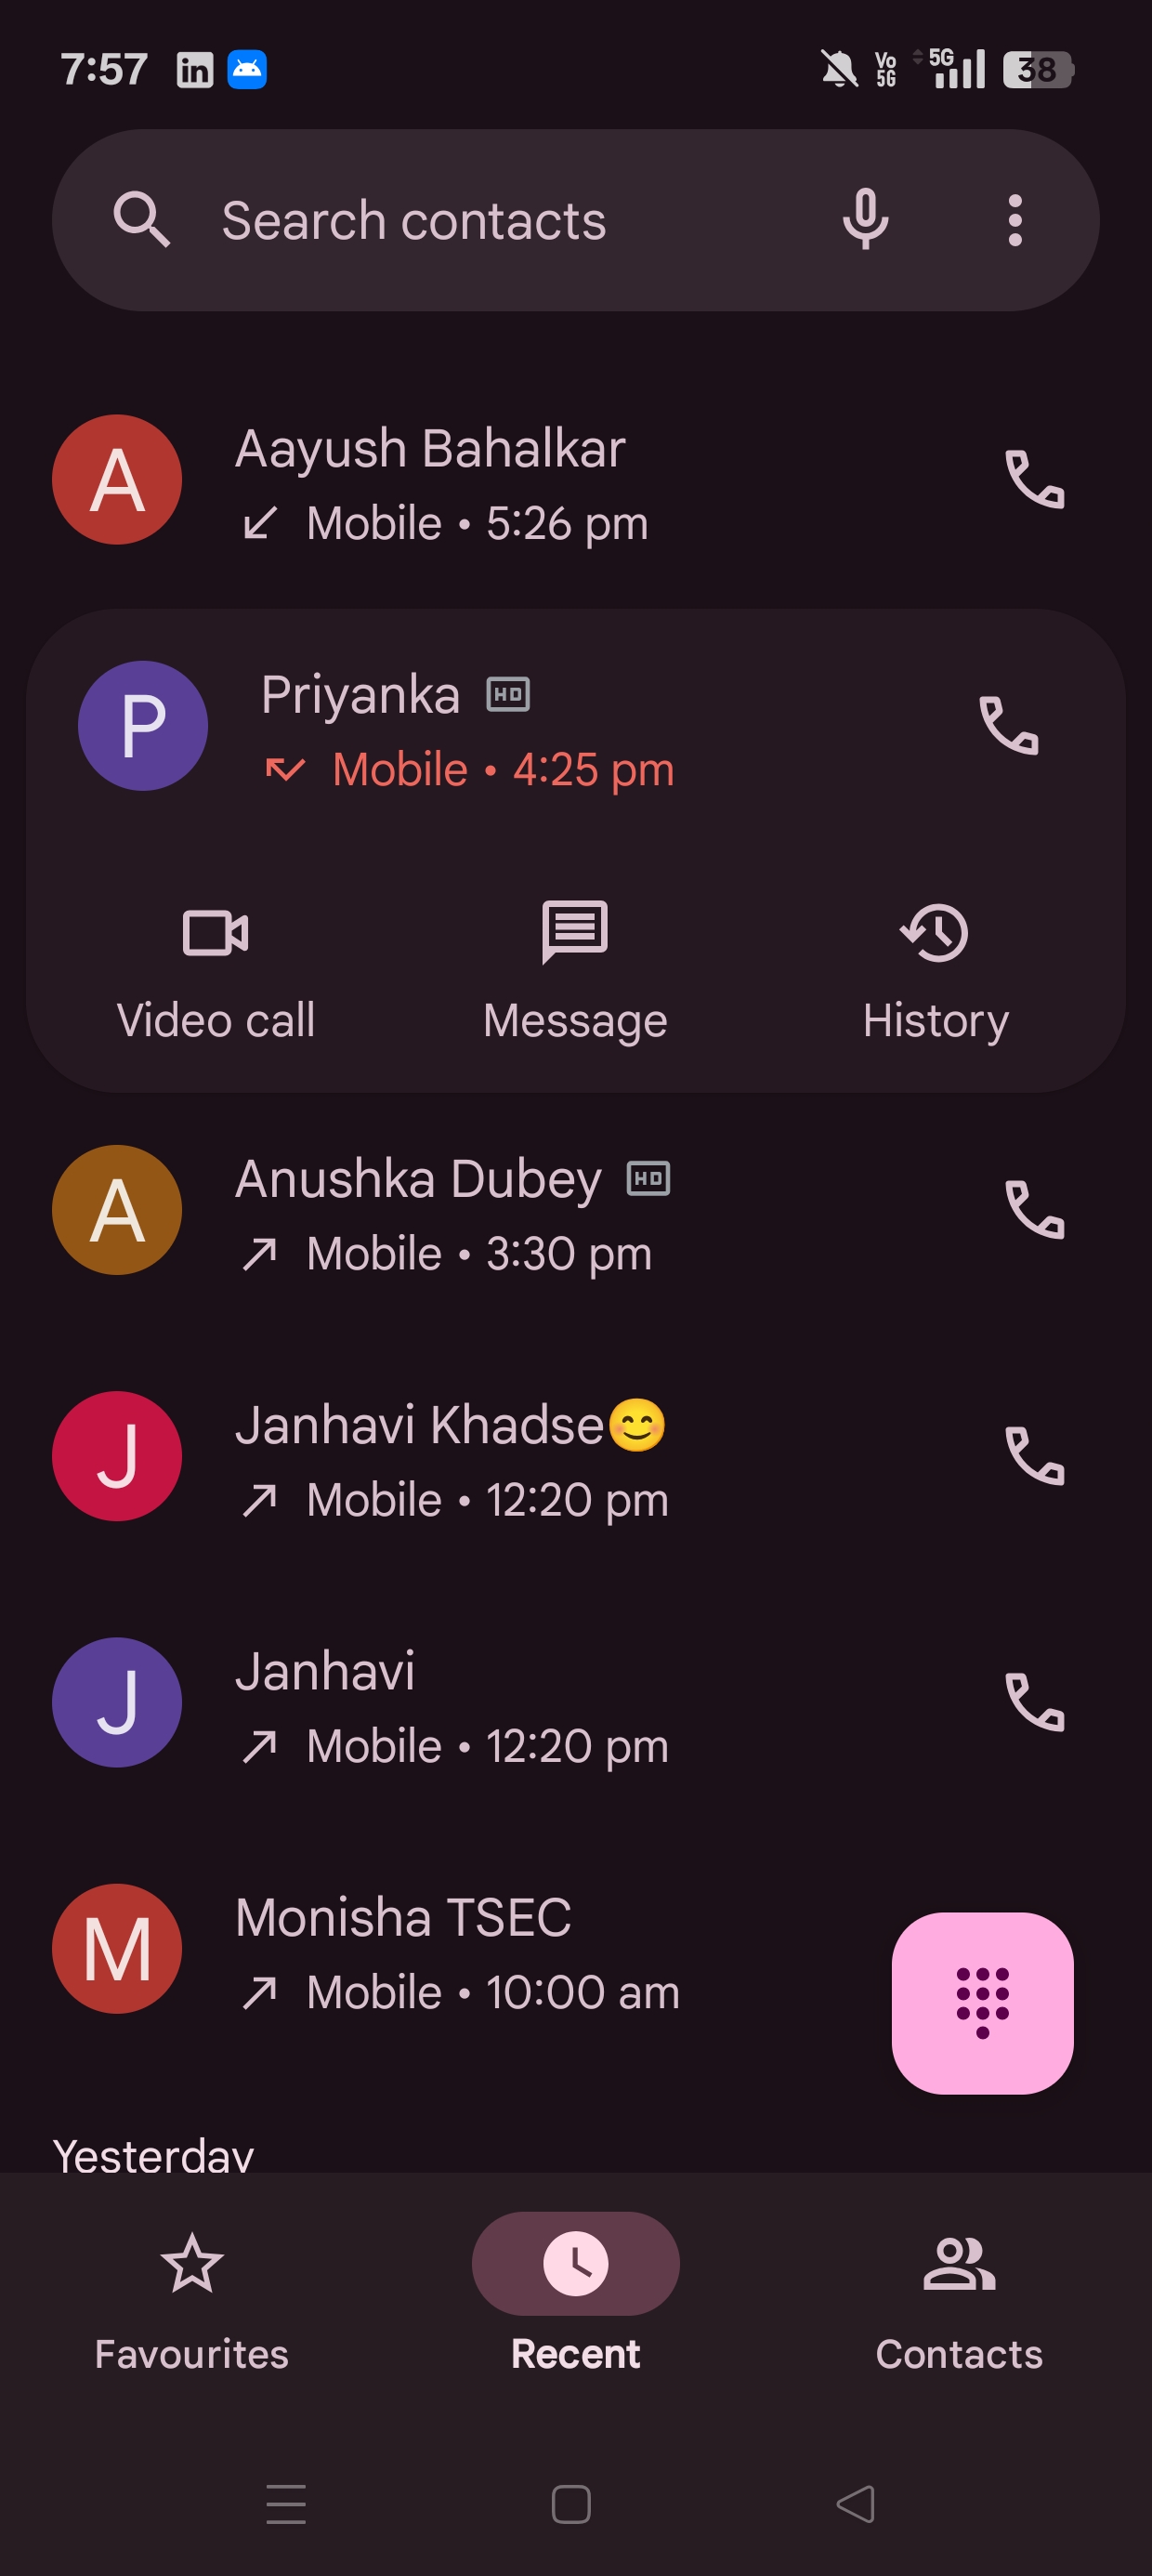 7:57
Vo
5G
5G
38
Search contacts
A
Aayush Bahalkar
Mobile • 5:26 pm
P
Priyanka HD
Mobile • 4:25 pm
Video call
Message
History
A
Anushka Dubey HD
Mobile • 3:30 pm
J
Janhavi Khadse😊
Mobile • 12:20 pm
J
Janhavi
Mobile • 12:20 pm
M
Monisha TSEC
Mobile • 10:00 am
Yesterday
Favourites
Recent
Contacts